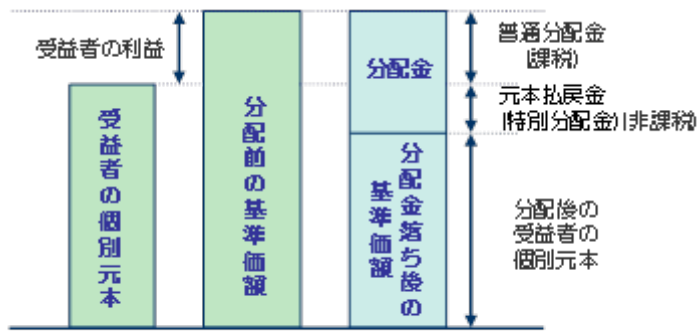 受益者の利益
受益者の個別元本
分配前の基準価額
分配金
分配金落ち後の
基準価額
普通分配金
(課税)
元本払戻金
(特別分配金)(非課税)
分配後の
受益者の
個別元本